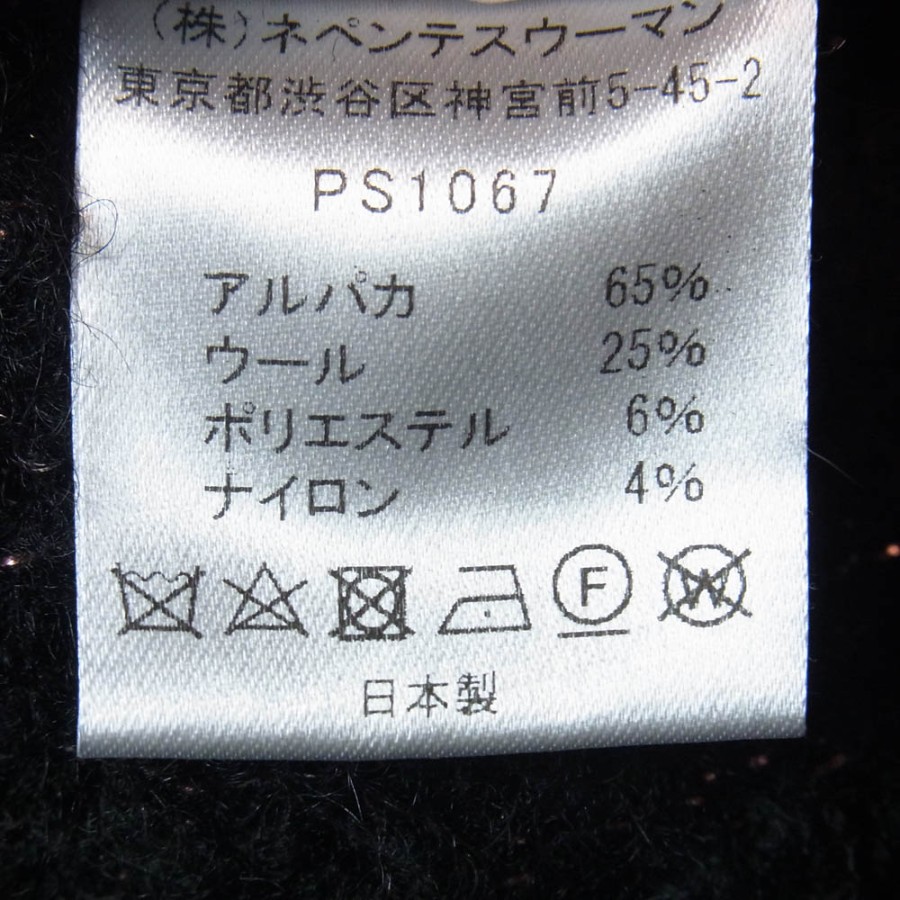 (株)ネペンテスウーマン
東京都渋谷区神宮前5-45-2
PS1067
アルパカ 65%
ウール 25%
ポリエステル 6%
ナイロン 4%
F W
日本製